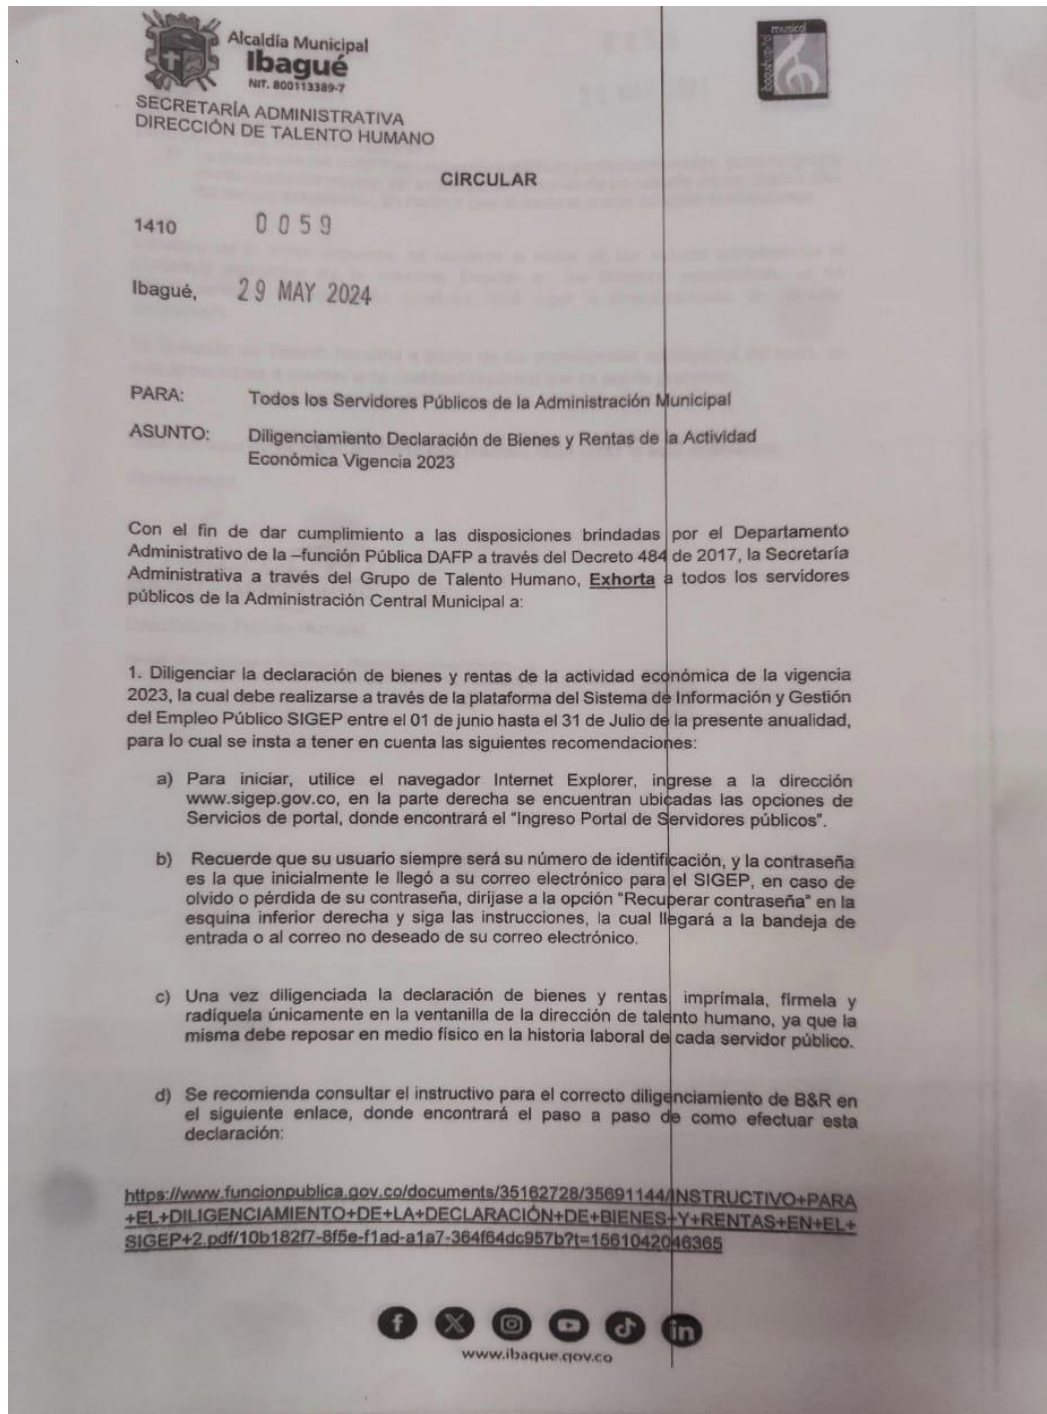 Alcaldía Municipal
Ibagué
NIT. 800113389-7
musical
SECRETARÍA ADMINISTRATIVA
DIRECCIÓN DE TALENTO HUMANO
CIRCULAR
1410 0059
Ibagué, 29 MAY 2024
PARA: Todos los Servidores Públicos de la Administración Municipal
ASUNTO: Diligenciamiento Declaración de Bienes y Rentas de la Actividad
Económica Vigencia 2023
Con el fin de dar cumplimiento a las disposiciones brindadas por el Departamento
Administrativo de la –función Pública DAFP a través del Decreto 484 de 2017, la Secretaría
Administrativa a través del Grupo de Talento Humano, Exhorta a todos los servidores
públicos de la Administración Central Municipal a:
1. Diligenciar la declaración de bienes y rentas de la actividad económica de la vigencia
2023, la cual debe realizarse a través de la plataforma del Sistema de Información y Gestión
del Empleo Público SIGEP entre el 01 de junio hasta el 31 de Julio de la presente anualidad,
para lo cual se insta a tener en cuenta las siguientes recomendaciones:
a) Para iniciar, utilice el navegador Internet Explorer, ingrese a la dirección
www.sigep.gov.co, en la parte derecha se encuentran ubicadas las opciones de
Servicios de portal, donde encontrará el “Ingreso Portal de Servidores públicos”.
b) Recuerde que su usuario siempre será su número de identificación, y la contraseña
es la que inicialmente le llegó a su correo electrónico para el SIGEP, en caso de
olvido o pérdida de su contraseña, diríjase a la opción “Recuperar contraseña” en la
esquina inferior derecha y siga las instrucciones, la cual llegará a la bandeja de
entrada o al correo no deseado de su correo electrónico.
c) Una vez diligenciada la declaración de bienes y rentas, imprímala, firmela y
radíquela únicamente en la ventanilla de la dirección de talento humano, ya que la
misma debe reposar en medio físico en la historia laboral de cada servidor público.
d) Se recomienda consultar el instructivo para el correcto diligenciamiento de B&R en
el siguiente enlace, donde encontrará el paso a paso de como efectuar esta
declaración:
https://www.funcionpublica.gov.co/documents/35162728/35691144/INSTRUCTIVO+PARA
+EL+DILIGENCIAMIENTO+DE+LA+DECLARACIÓN+DE+BIENES+Y+RENTAS+EN+EL+
SIGEP+2.pdf/10b182f7-8f5e-f1ad-a1a7-364f64dc957b?t=1561042046365
www.ibague.gov.co